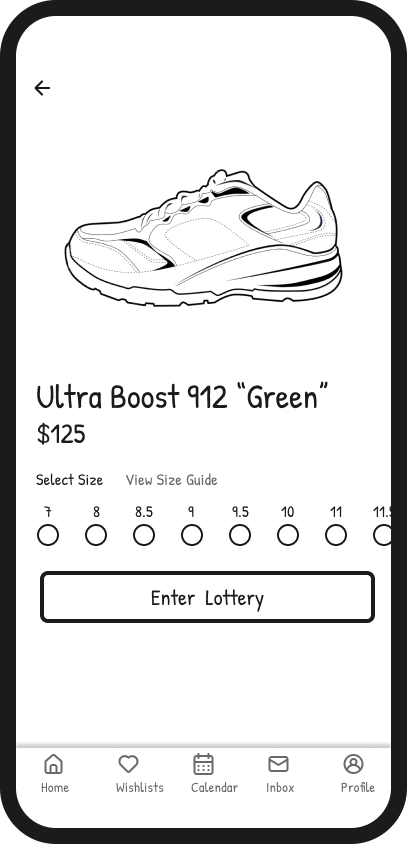 Ultra Boost 912 “Green”
$125
Select Size View Size Guide
7 8 8.5 9 9.5 10 11 11.5
Enter Lottery
Home Wishlists Calendar Inbox Profile